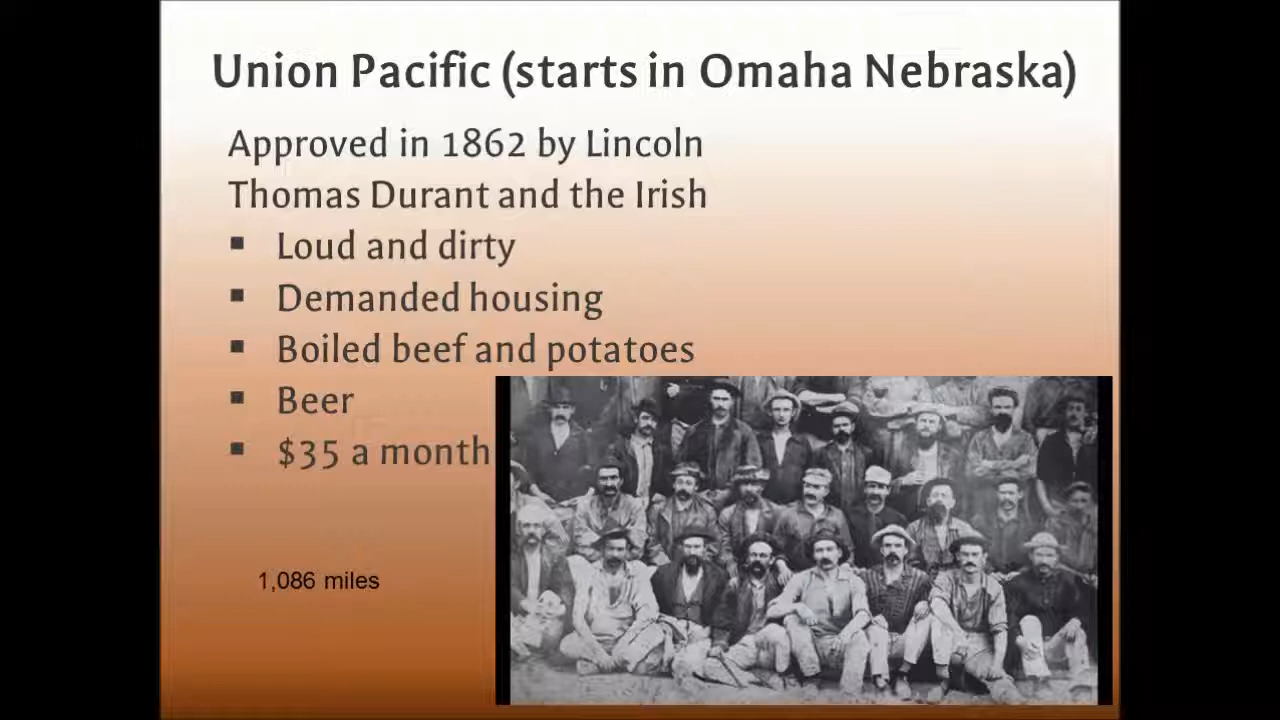 Union Pacific (starts in Omaha Nebraska)
Approved in 1862 by Lincoln
Thomas Durant and the Irish
▪ Loud and dirty
▪ Demanded housing
▪ Boiled beef and potatoes
▪ Beer
▪ $35 a month
1,086 miles